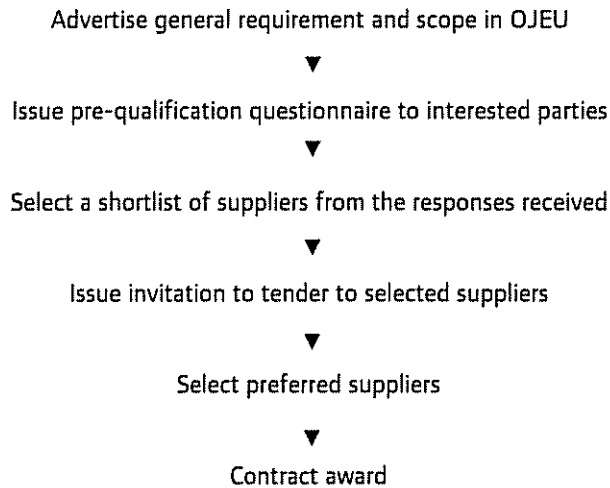 Advertise general requirement and scope in OJEU
Issue pre-qualification questionnaire to interested parties
Select a shortlist of suppliers from the responses received
Issue invitation to tender to selected suppliers
Select preferred suppliers
Contract award